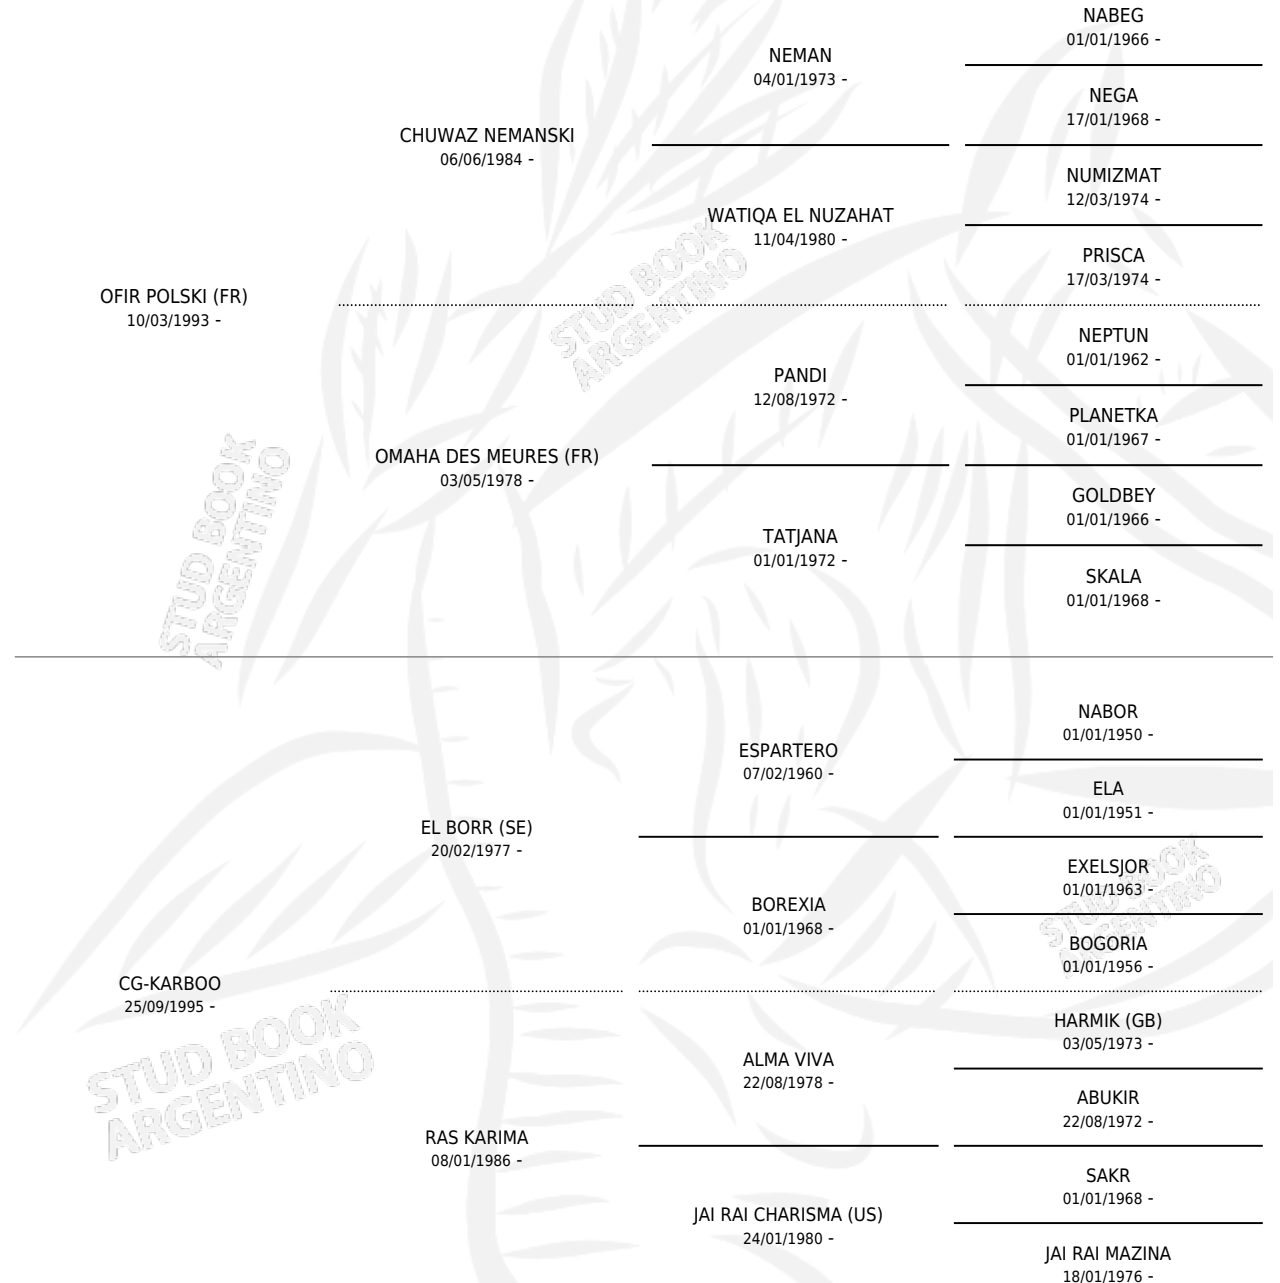 NABEG
01/01/1966 -
NEMAN
04/01/1973 -
NEGA
17/01/1968 -
CHUWAZ NEMANSKI
06/06/1984 -
NUMIZMAT
12/03/1974 -
WATIQA EL NUZAHAT
11/04/1980 -
PRISCA
17/03/1974 -
OFIR POLSKI (FR)
10/03/1993 -
NEPTUN
01/01/1962 -
PANDI
12/08/1972 -
PLANETKA
01/01/1967 -
OMAHA DES MEURES (FR)
03/05/1978 -
GOLDBEY
01/01/1966 -
TATJANA
01/01/1972 -
SKALA
01/01/1968 -
STUD BOOK
ARGENTINO
STUD BOOK
ARGENTINO
NABOR
01/01/1950 -
ESPARTERO
07/02/1960 -
ELA
01/01/1951 -
EL BORR (SE)
20/02/1977 -
EXELSJOR
01/01/1963 -
BOREXIA
01/01/1968 -
BOGORIA
01/01/1956 -
CG-KARBOO
25/09/1995 -
HARMIK (GB)
03/05/1973 -
ALMA VIVA
22/08/1978 -
ABUKIR
22/08/1972 -
RAS KARIMA
08/01/1986 -
SAKR
01/01/1968 -
JAI RAI CHARISMA (US)
24/01/1980 -
JAI RAI MAZINA
18/01/1976 -
STUD BOOK
ARGENTINO
STUD BOOK
ARGENTINO